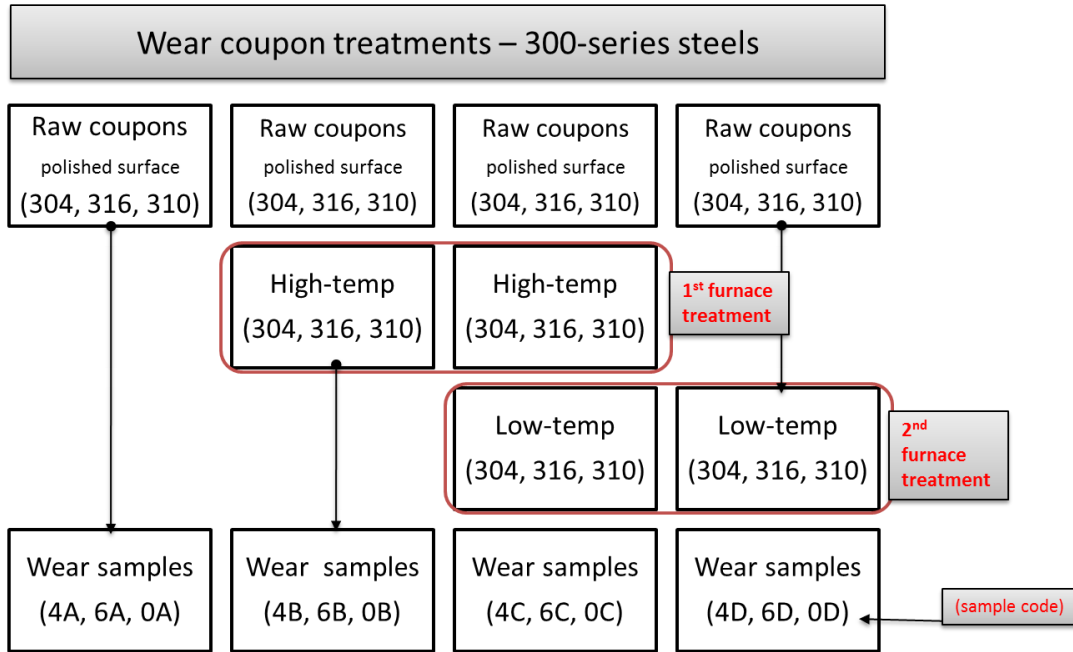 Wear coupon treatments – 300-series steels
Raw coupons
polished surface
(304, 316, 310)
Raw coupons
polished surface
(304, 316, 310)
Raw coupons
polished surface
(304, 316, 310)
Raw coupons
polished surface
(304, 316, 310)
High-temp
(304, 316, 310)
High-temp
(304, 316, 310)
1st furnace
treatment
Low-temp
(304, 316, 310)
Low-temp
(304, 316, 310)
2nd
furnace
treatment
Wear samples
(4A, 6A, 0A)
Wear samples
(4B, 6B, 0B)
Wear samples
(4C, 6C, 0C)
Wear samples
(4D, 6D, 0D)
(sample code)